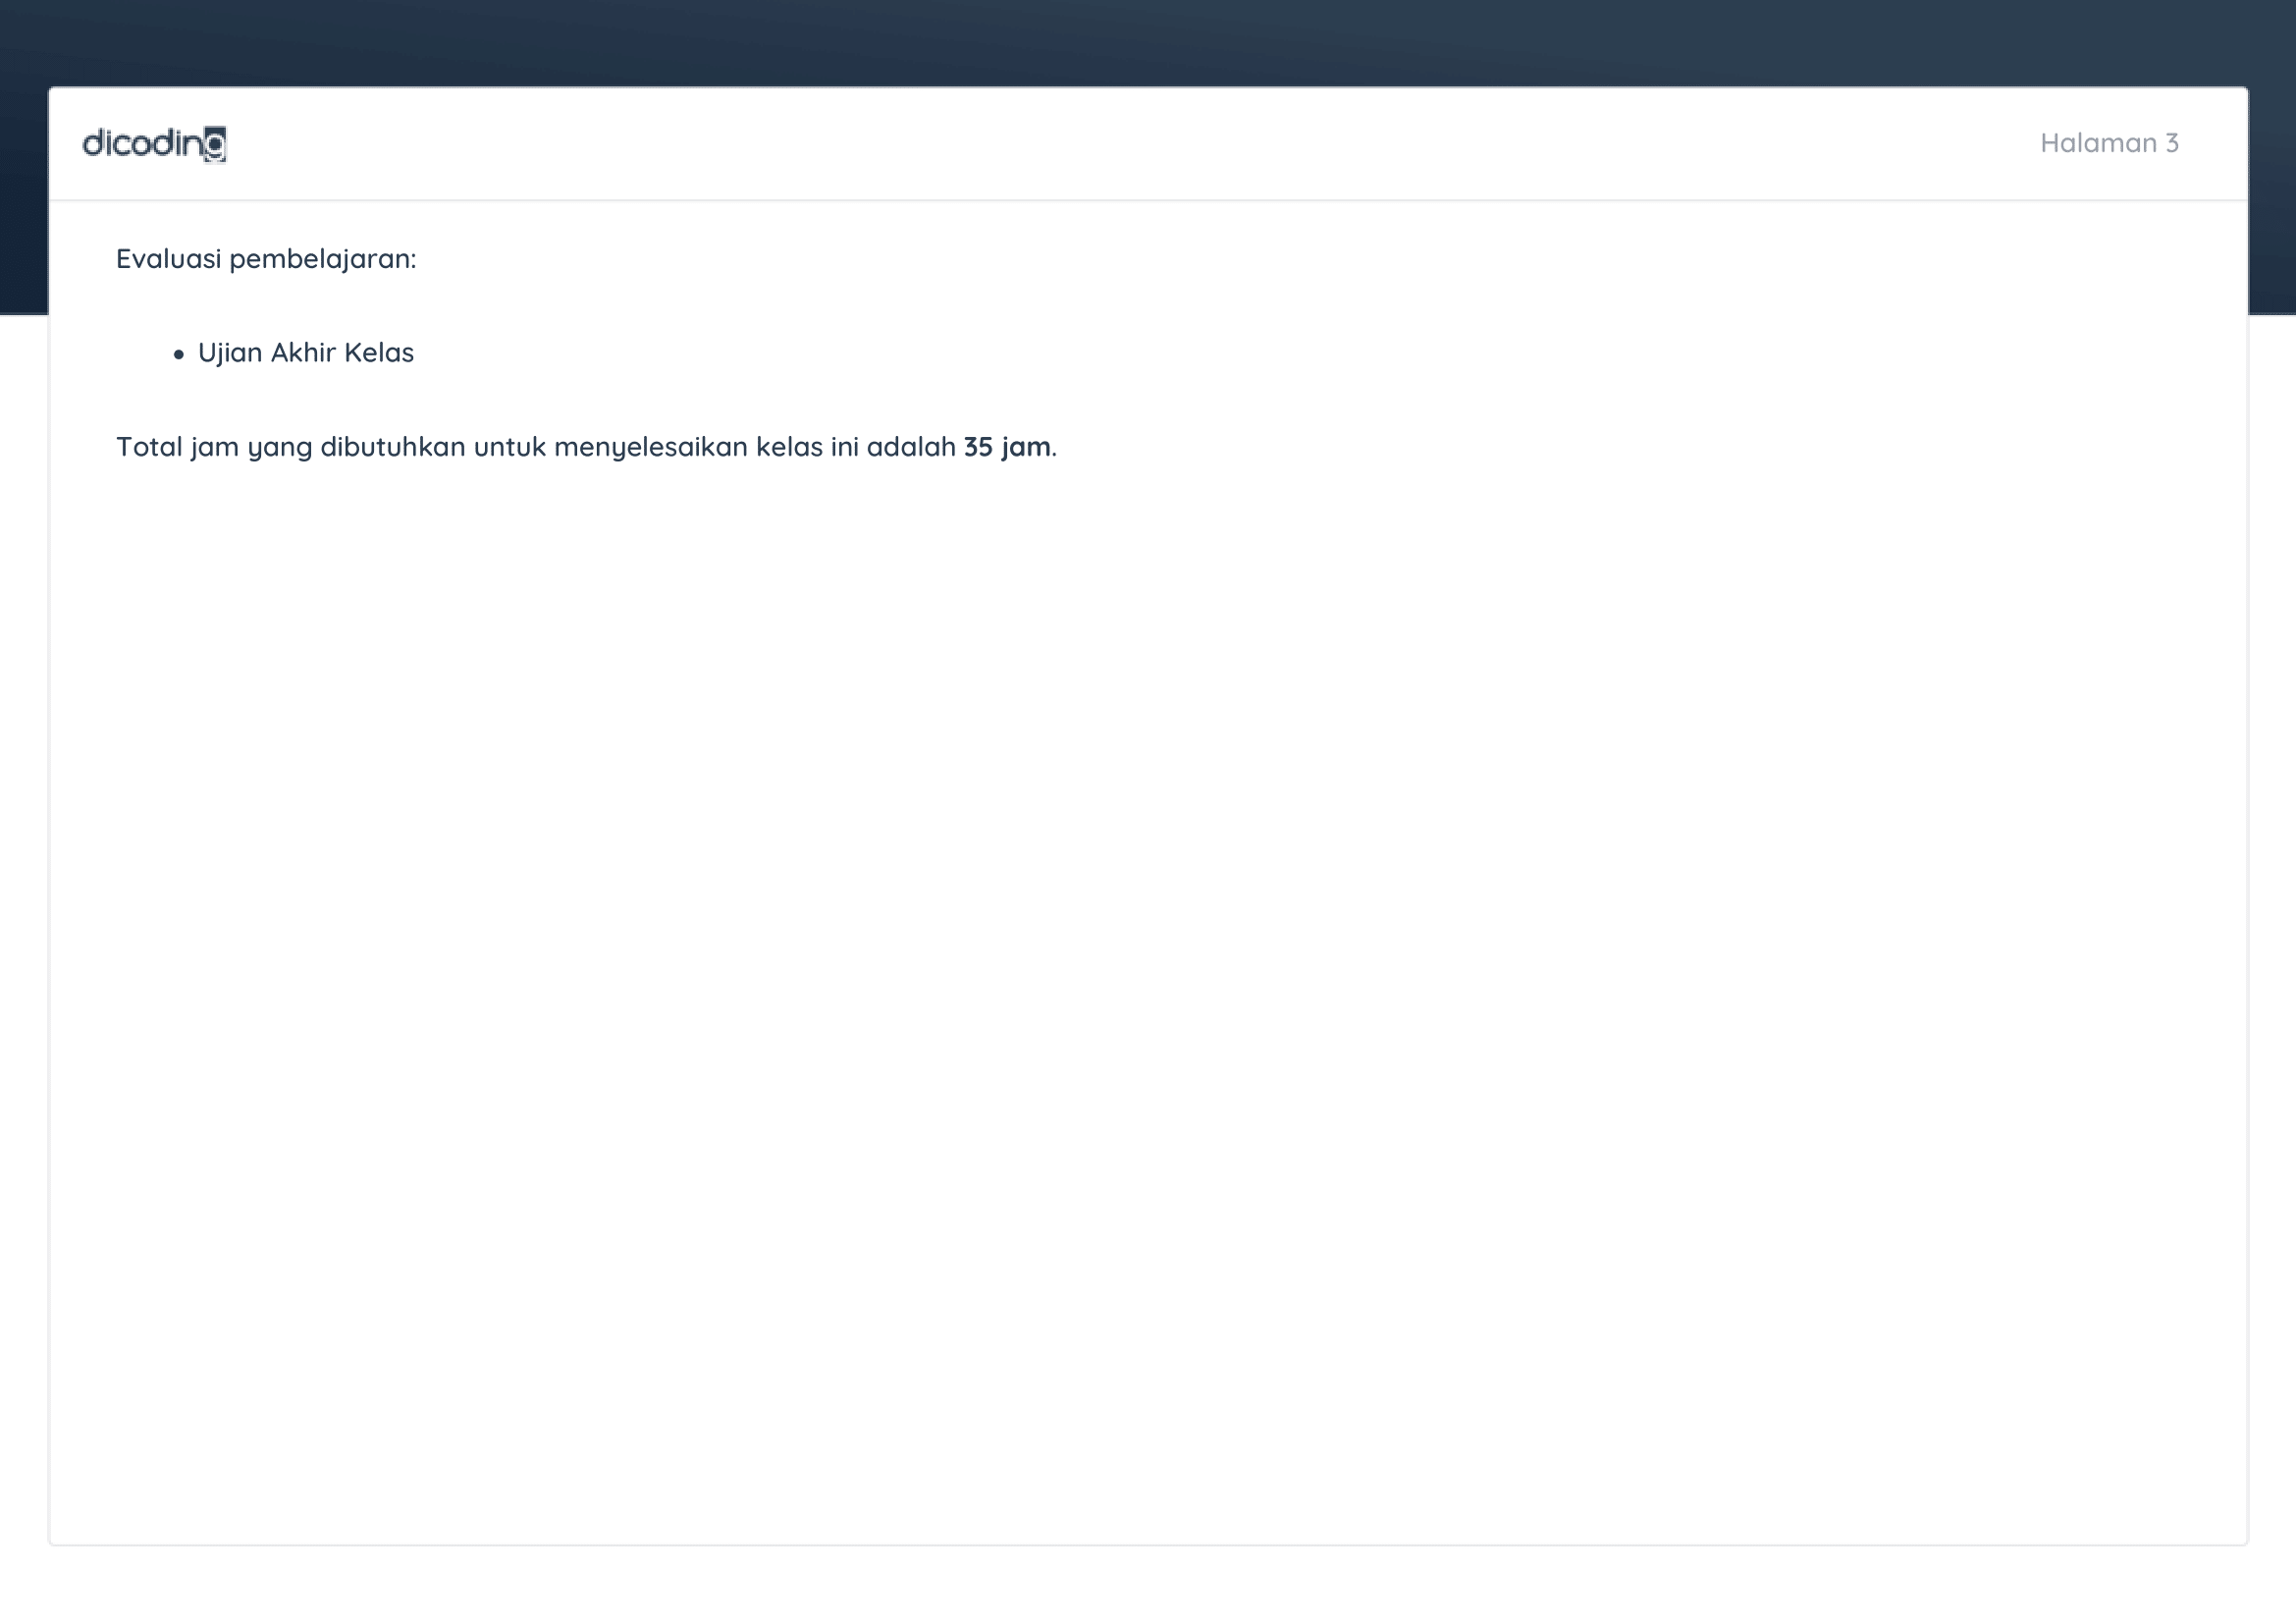 dicoding
Halaman 3
Evaluasi pembelajaran:
• Ujian Akhir Kelas
Total jam yang dibutuhkan untuk menyelesaikan kelas ini adalah 35 jam.